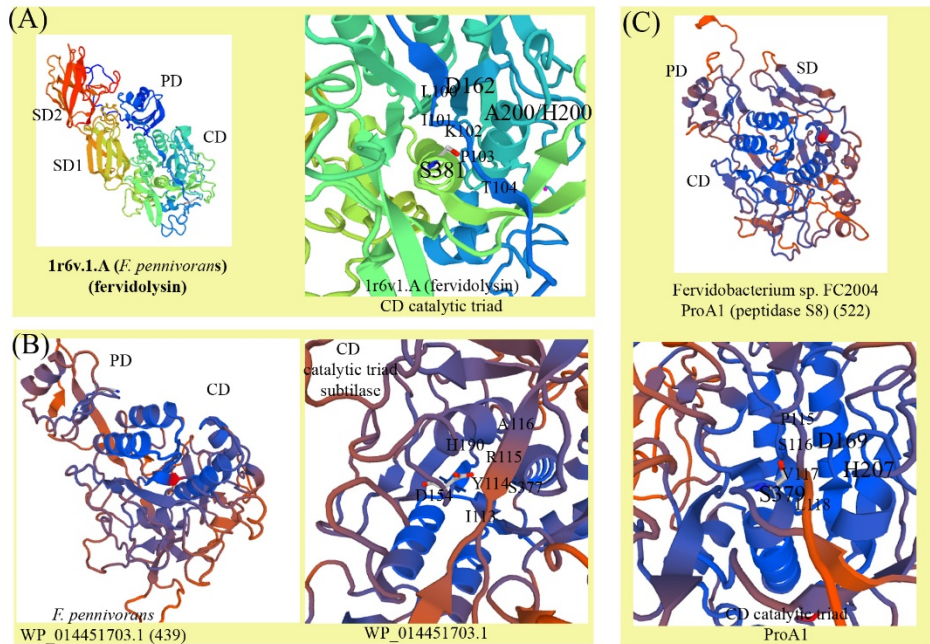 (A)
PD
SD2
CD
SD1
1r6v.1.A (F. pennivorans)
(fervidolysin)
L100
D162
I101
A200/H200
K102
P103
S381
T104
1r6v1.A (fervidolysin)
CD catalytic triad
(B)
PD
CD
F. pennivorans
WP_014451703.1 (439)
CD
catalytic triad
subtilase
A116
H190
R115
Y114
S377
D154
I113
WP_014451703.1
(C)
PD
SD
CD
Fervidobacterium sp. FC2004
ProA1 (peptidase S8) (522)
P115
S116
D169
V117
H207
S379
L118
CD catalytic triad
ProA1